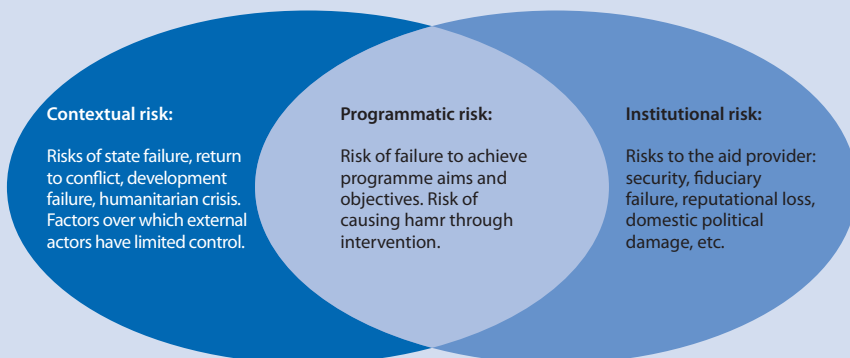 Contextual risk:
Risks of state failure, return
to conflict, development
failure, humanitarian crisis.
Factors over which external
actors have limited control.
Programmatic risk:
Risk of failure to achieve
programme aims and
objectives. Risk of
causing hamr through
intervention.
Institutional risk:
Risks to the aid provider:
security, fiduciary
failure, reputational loss,
domestic political
damage, etc.